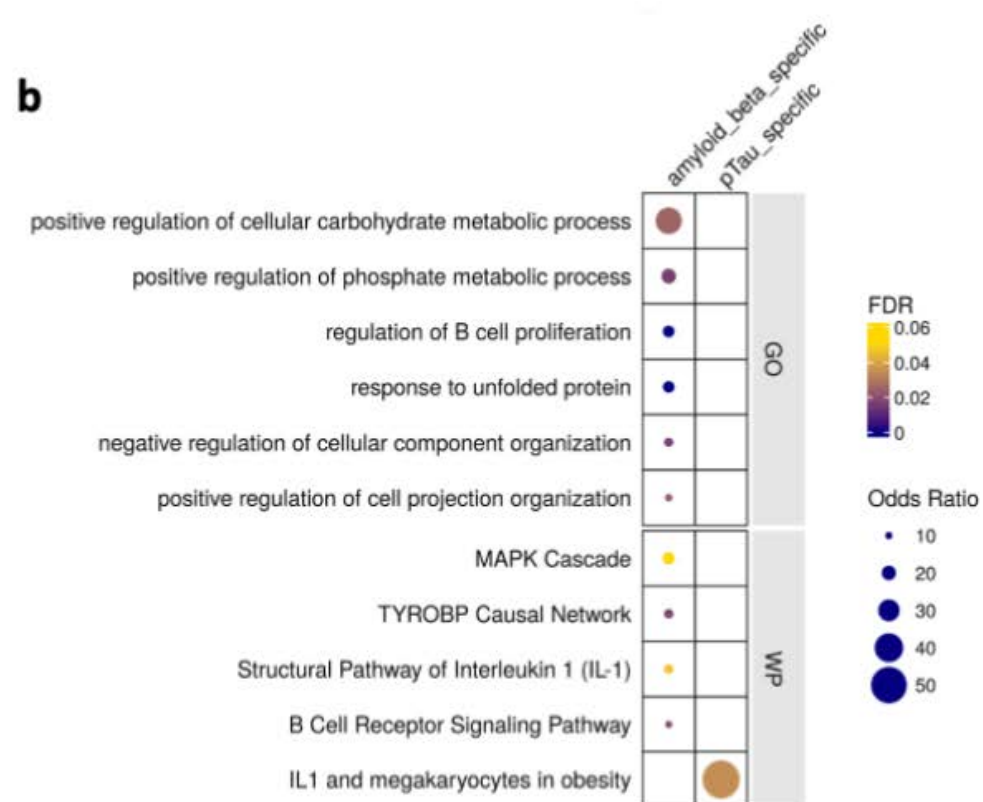 b
amyloid_beta_specific
pTau_specific
positive regulation of cellular carbohydrate metabolic process
positive regulation of phosphate metabolic process
regulation of B cell proliferation
response to unfolded protein
negative regulation of cellular component organization
positive regulation of cell projection organization
GO
MAPK Cascade
TYROBP Causal Network
Structural Pathway of Interleukin 1 (IL-1)
B Cell Receptor Signaling Pathway
IL1 and megakaryocytes in obesity
WP
FDR
0.06
0.04
0.02
0
Odds Ratio
10
20
30
40
50